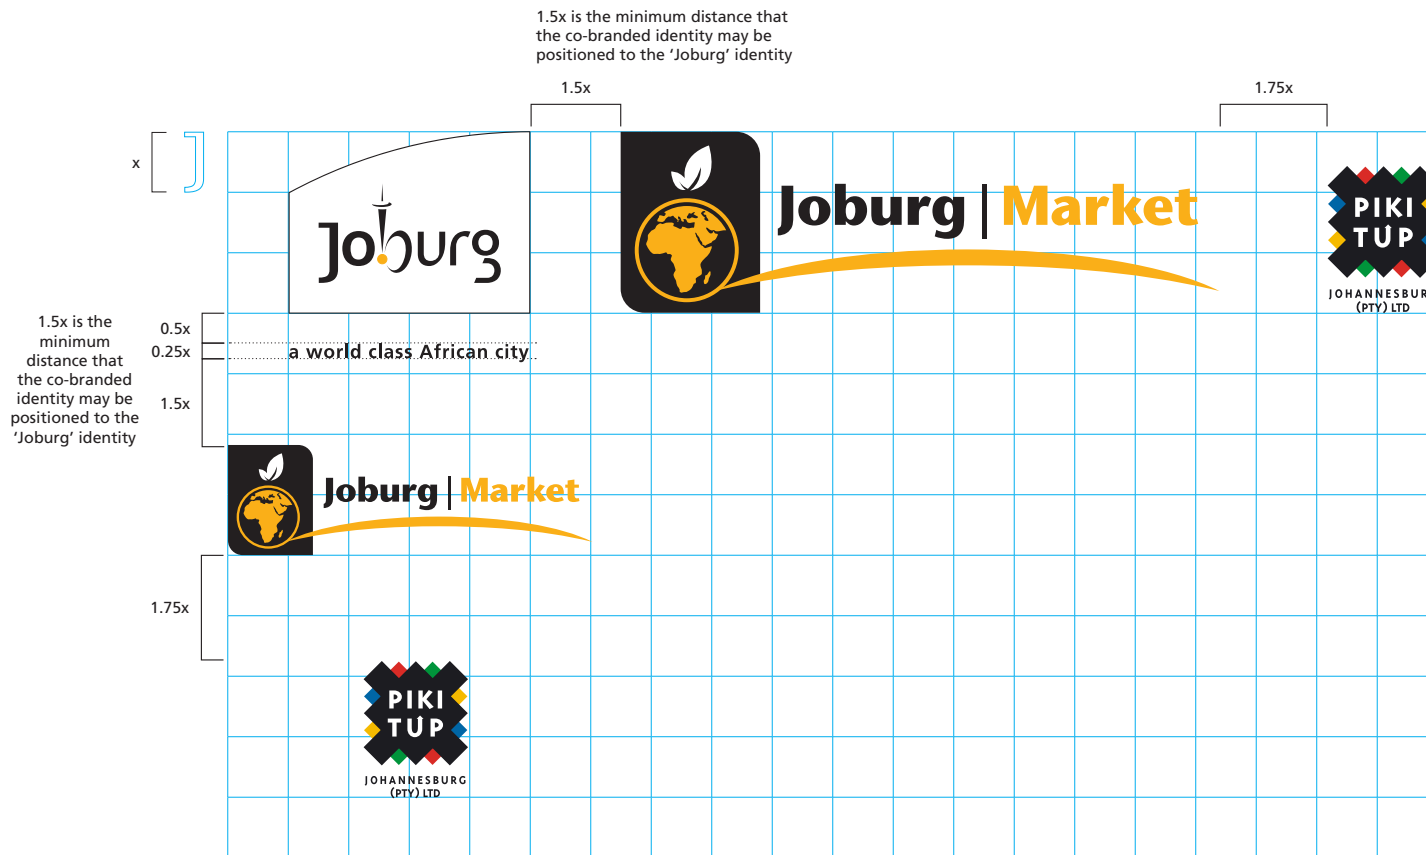 1.5x is the minimum distance that
the co-branded identity may be
positioned to the ‘Joburg’ identity
1.5x
1.75x
x
J
Joburg
Joburg | Market
PIKI
TUP
JOHANNESBUR
(PTY) LTD
1.5x is the
minimum
distance that
the co-branded
identity may be
positioned to the
‘Joburg’ identity
0.5x
0.25x
1.5x
a world class African city
Joburg | Market
1.75x
PIKI
TUP
JOHANNESBURG
(PTY) LTD